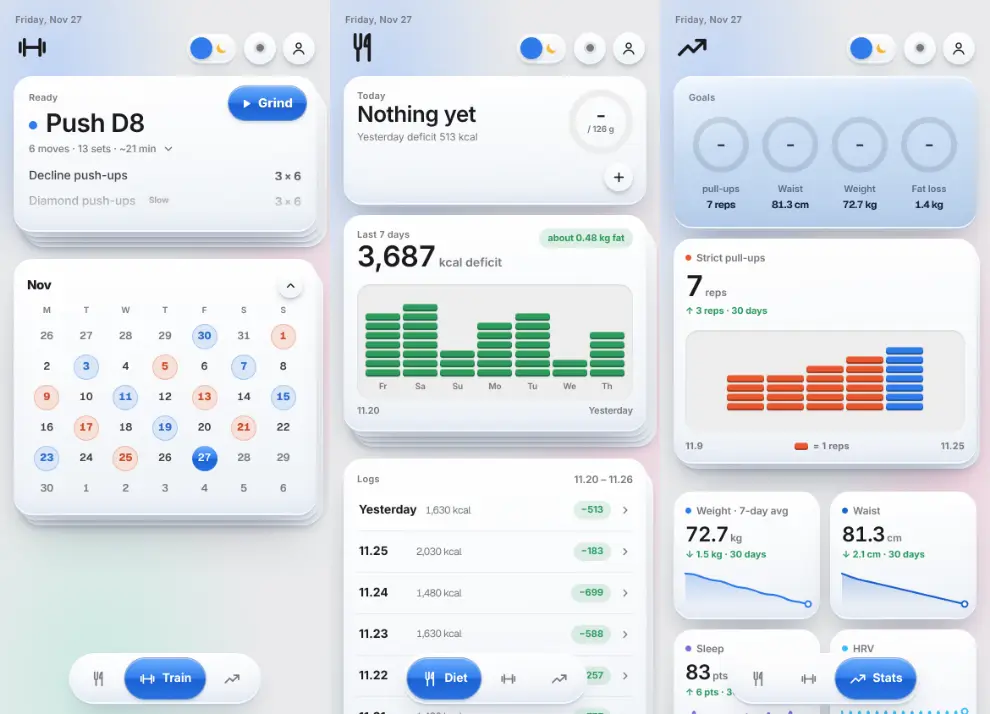 Friday, Nov 27
Ready
Push D8
Grind
6 moves · 13 sets · ~21 min
Decline push-ups 3 × 6
Diamond push-ups Slow 3 × 6
Nov
M T W T F S S
26 27 28 29 30 31 1
2 3 4 5 6 7 8
9 10 11 12 13 14 15
16 17 18 19 20 21 22
23 24 25 26 27 28 29
30 1 2 3 4 5 6
Train
Friday, Nov 27
Today
Nothing yet
Yesterday deficit 513 kcal
-
/ 126 g
Last 7 days
about 0.48 kg fat
3,687 kcal deficit
Fr Sa Su Mo Tu We Th
11.20 Yesterday
Logs 11.20 – 11.26
Yesterday 1,630 kcal −513
11.25 2,030 kcal −183
11.24 1,480 kcal −699
11.23 1,630 kcal −588
11.22 257
Diet
Friday, Nov 27
Goals
- - - -
pull-ups Waist Weight Fat loss
7 reps 81.3 cm 72.7 kg 1.4 kg
Strict pull-ups
7 reps
↑ 3 reps · 30 days
11.9 = 1 reps 11.25
Weight · 7-day avg
72.7 kg
↓ 1.5 kg · 30 days
Waist
81.3 cm
↓ 2.1 cm · 30 days
Sleep
83 pts
↑ 6 pts · 3
HRV
Stats